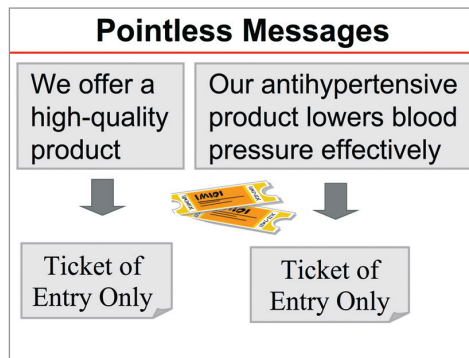 Pointless Messages
We offer a
high-quality
product
Our antihypertensive
product lowers blood
pressure effectively
Ticket of
Entry Only
Ticket of
Entry Only